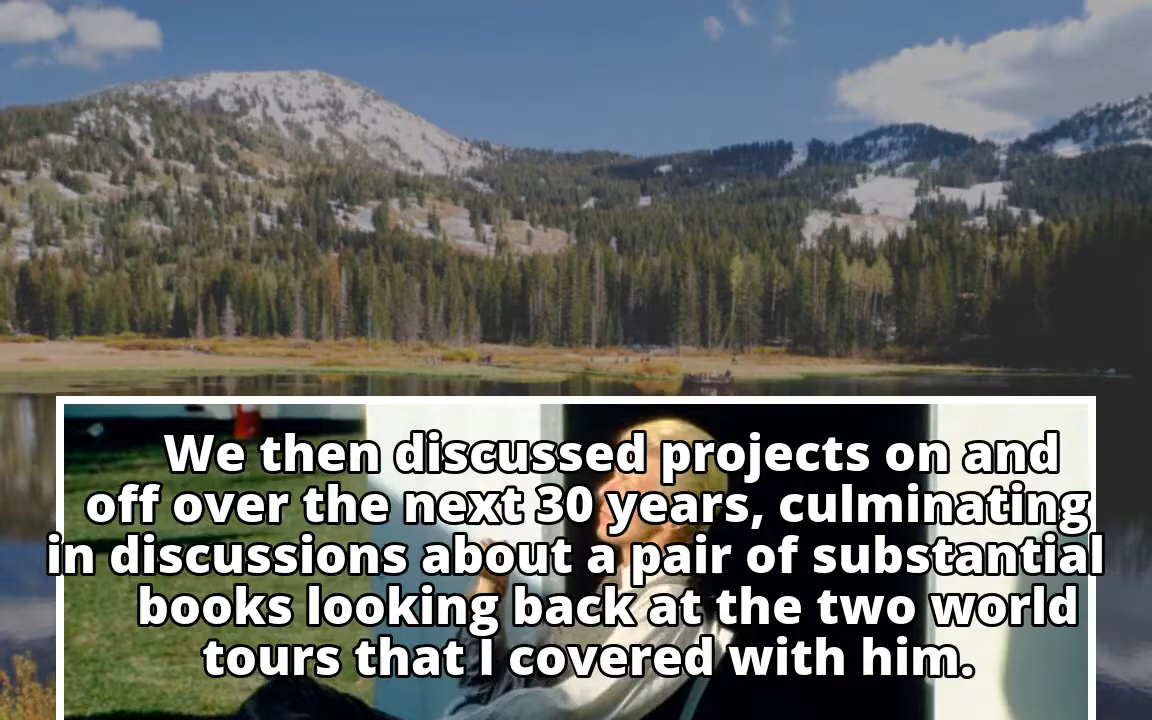 We then discussed projects on and
off over the next 30 years, culminating
in discussions about a pair of substantial
books looking back at the two world
tours that I covered with him.